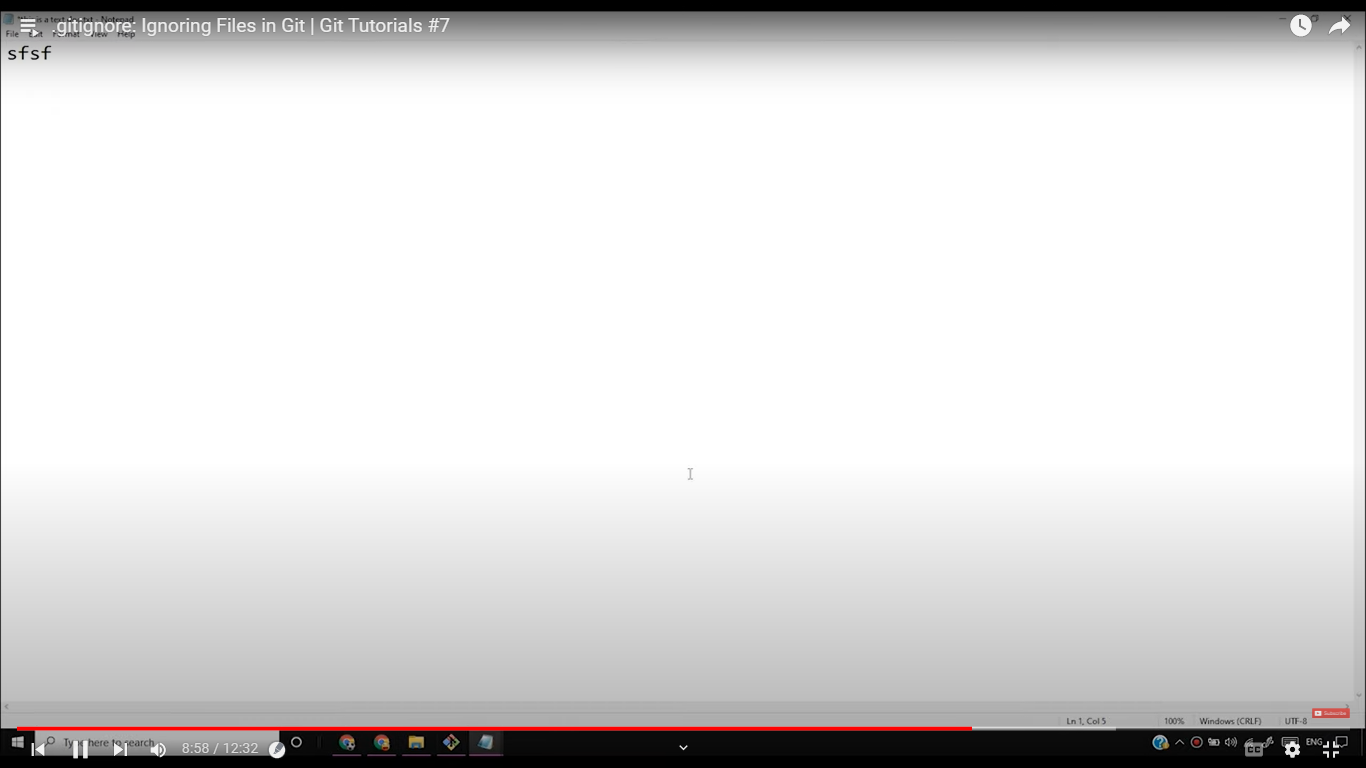 .gitignore: Ignoring Files in Git | Git Tutorials #7
File Edit Format View Help
sfsf
Ln 1, Col 5 100% Windows (CRLF) UTF-8
Subscribe
Type here to search
8:58 / 12:32
CC
ENG